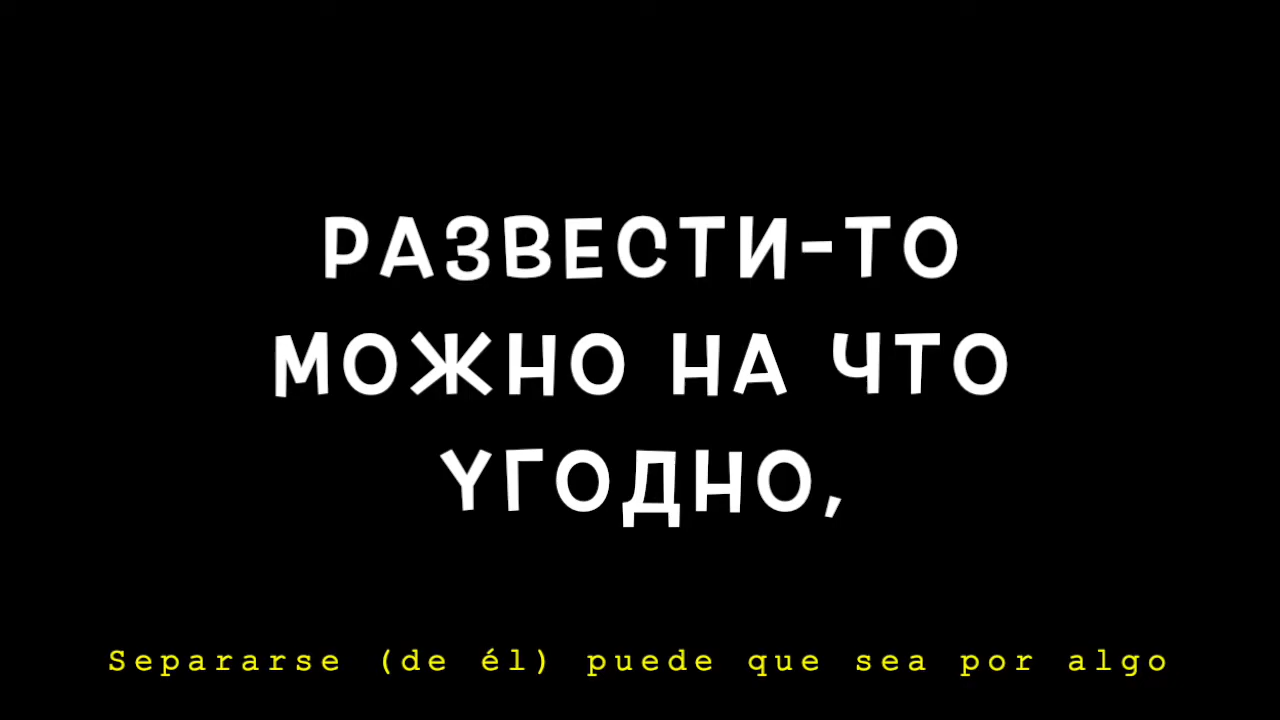 РАЗВЕСТИ-ТО
МОЖНО НА ЧТО
УГОДНО,
Separarse (de él) puede que sea por algo